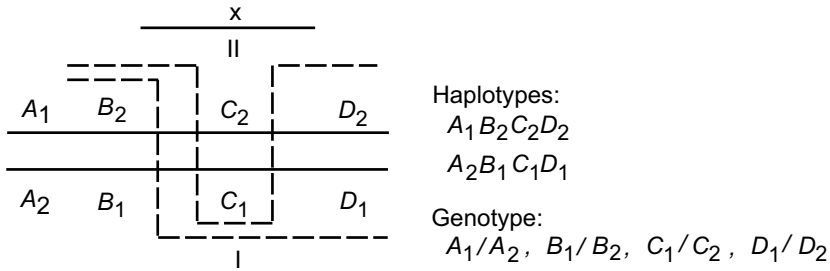 x
II
A₁ B₂ C₂ D₂
A₂ B₁ C₁ D₁
I
Haplotypes:
A₁B₂C₂D₂
A₂B₁C₁D₁
Genotype:
A₁/A₂, B₁/B₂, C₁/C₂, D₁/D₂